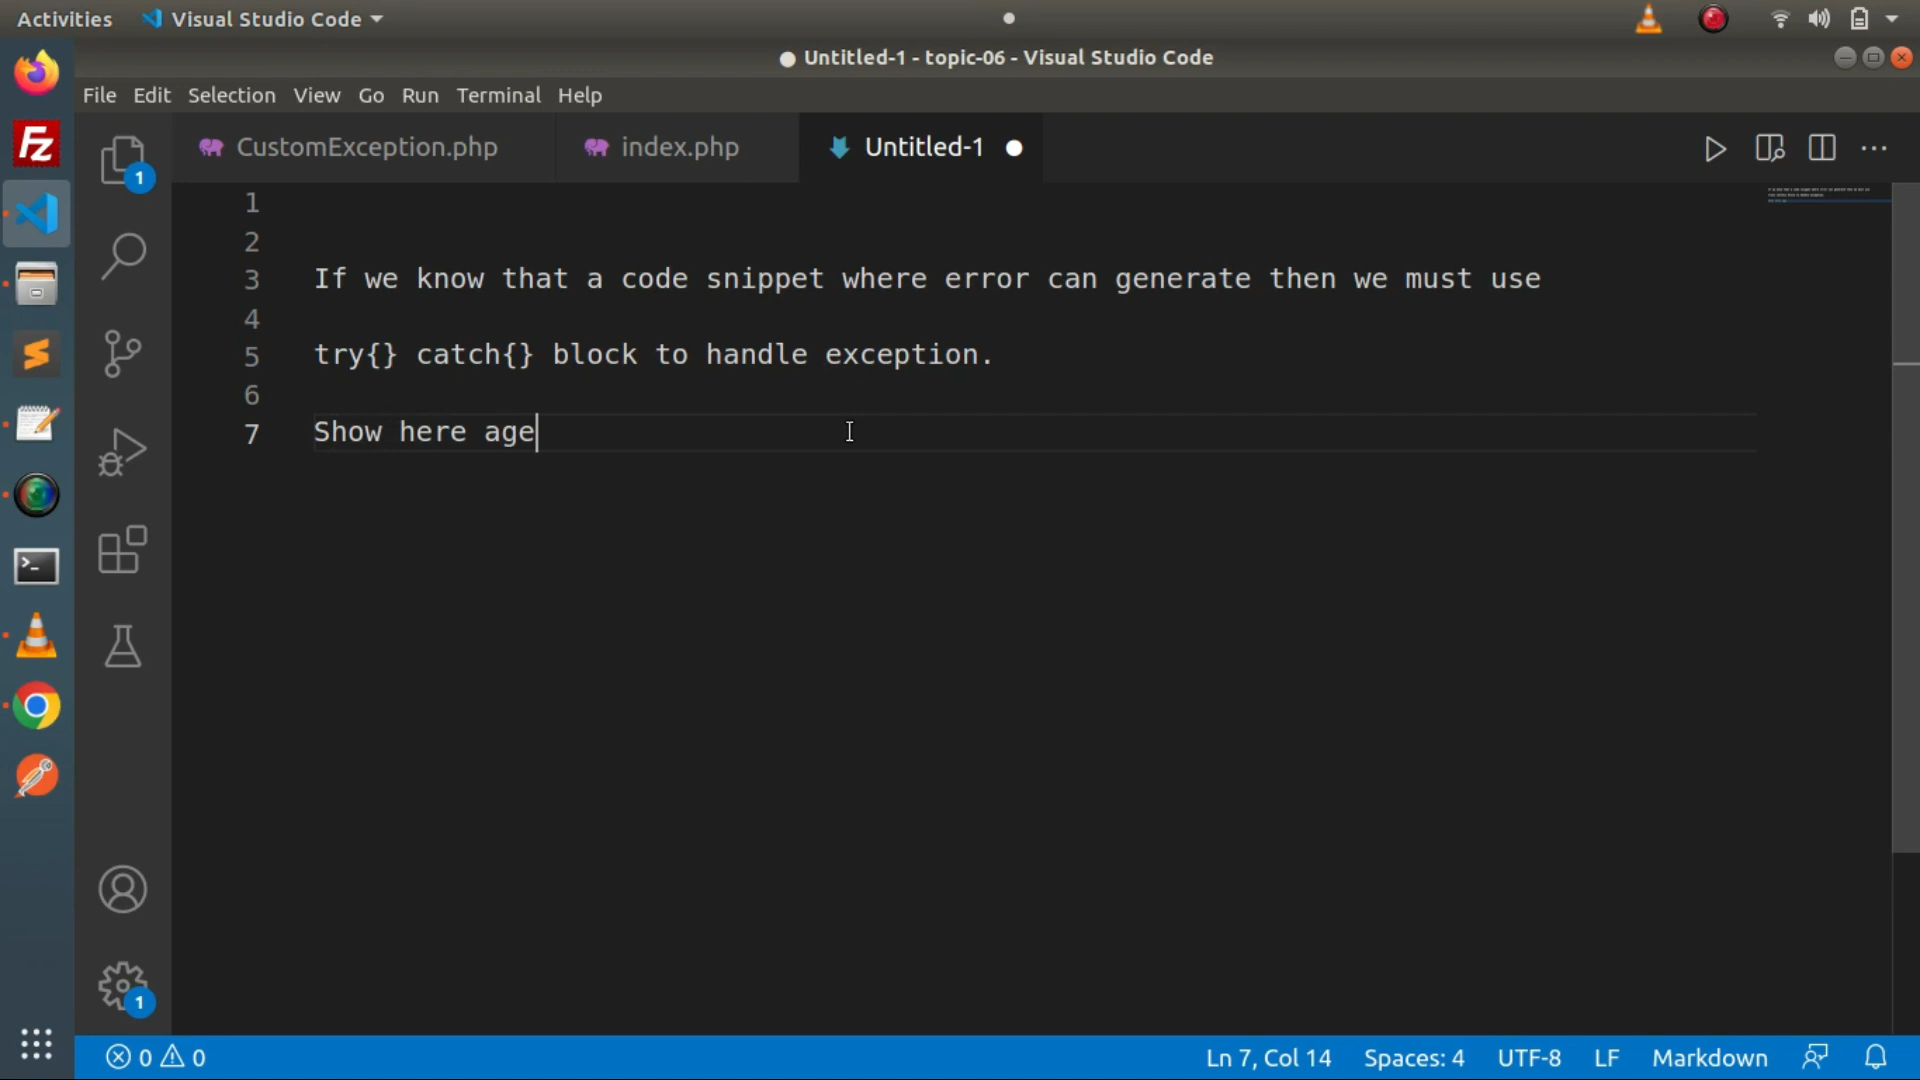 Activities Visual Studio Code
Untitled-1 - topic-06 - Visual Studio Code
File Edit Selection View Go Run Terminal Help
CustomException.php index.php Untitled-1
1
2
3 If we know that a code snippet where error can generate then we must use
4
5 try{} catch{} block to handle exception.
6
7 Show here age
Fz
1
1
0 0 Ln 7, Col 14 Spaces: 4 UTF-8 LF Markdown